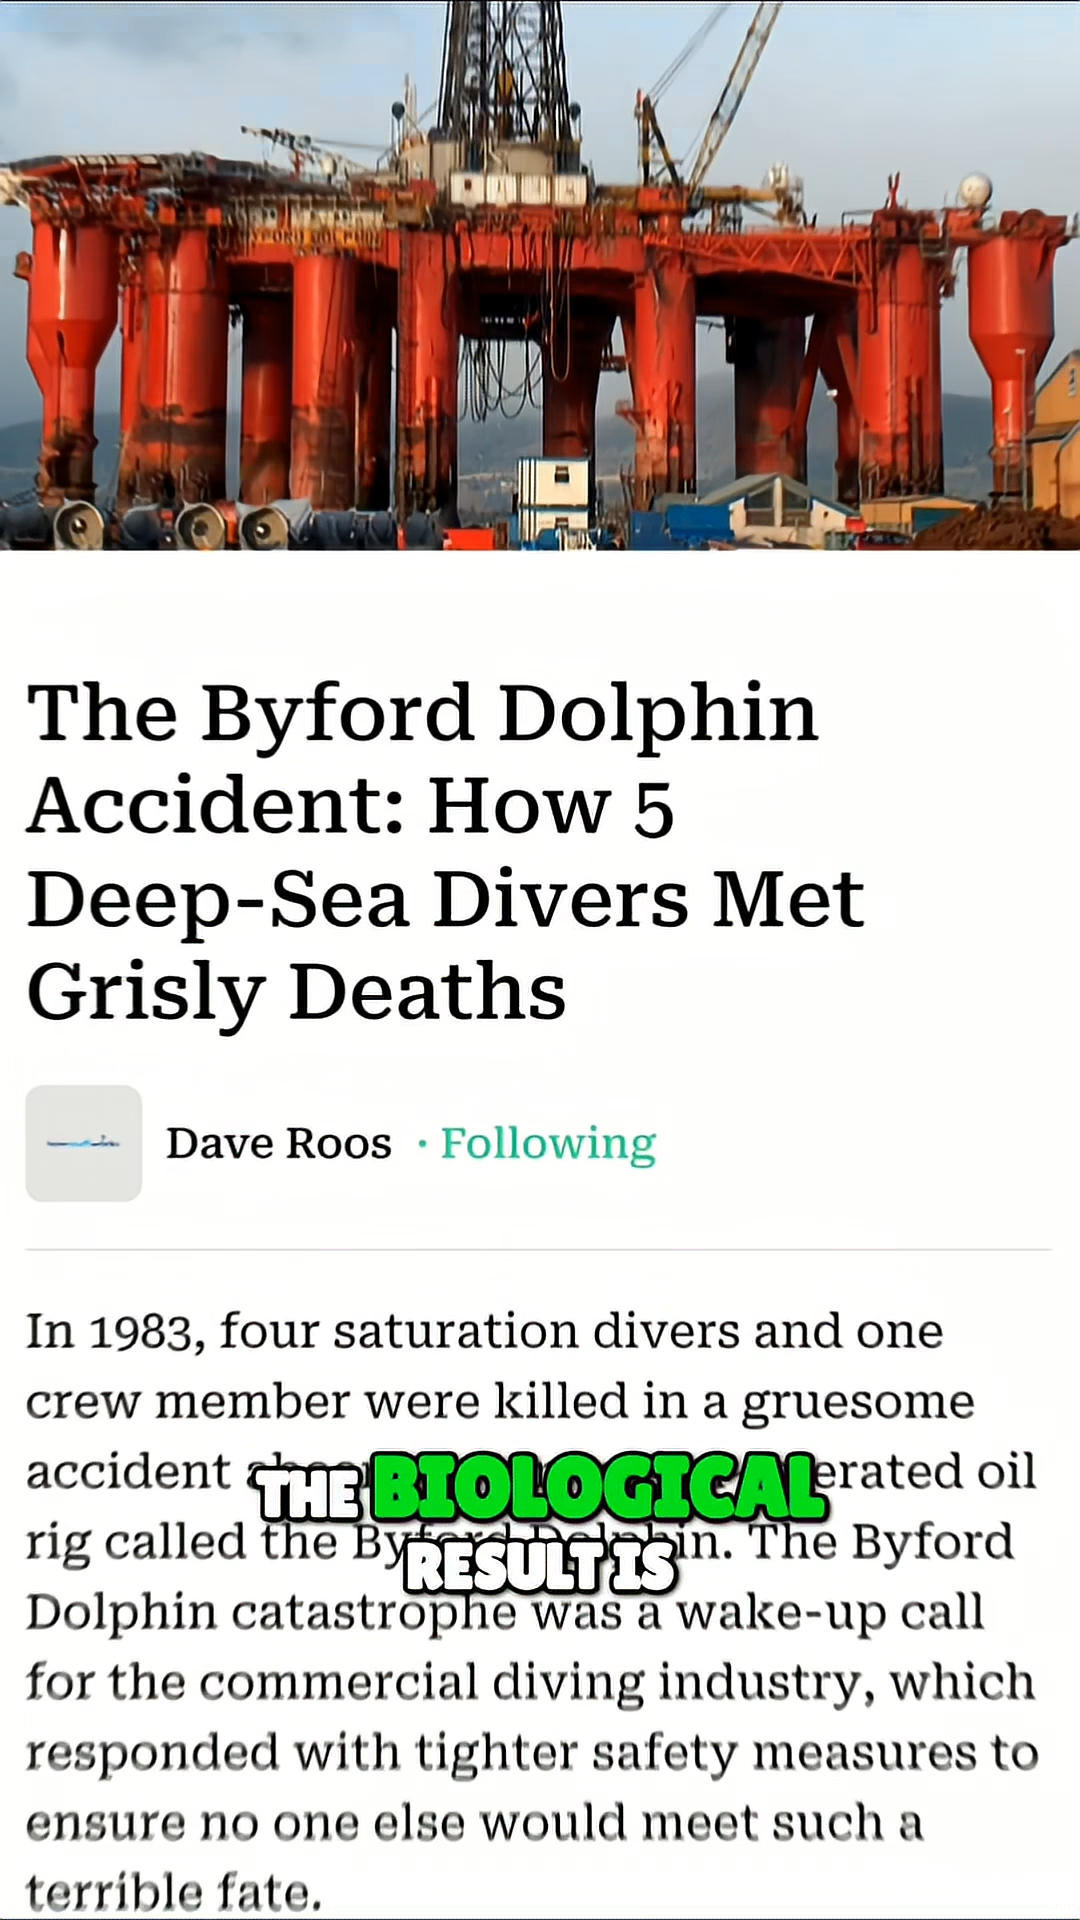 The Byford Dolphin
Accident: How 5
Deep-Sea Divers Met
Grisly Deaths
Dave Roos · Following
In 1983, four saturation divers and one
crew member were killed in a gruesome
accident erated oil
THE BIOLOGICAL
rig called the Byford Dolphin. The Byford
RESULT IS
Dolphin catastrophe was a wake-up call
for the commercial diving industry, which
responded with tighter safety measures to
ensure no one else would meet such a
terrible fate.